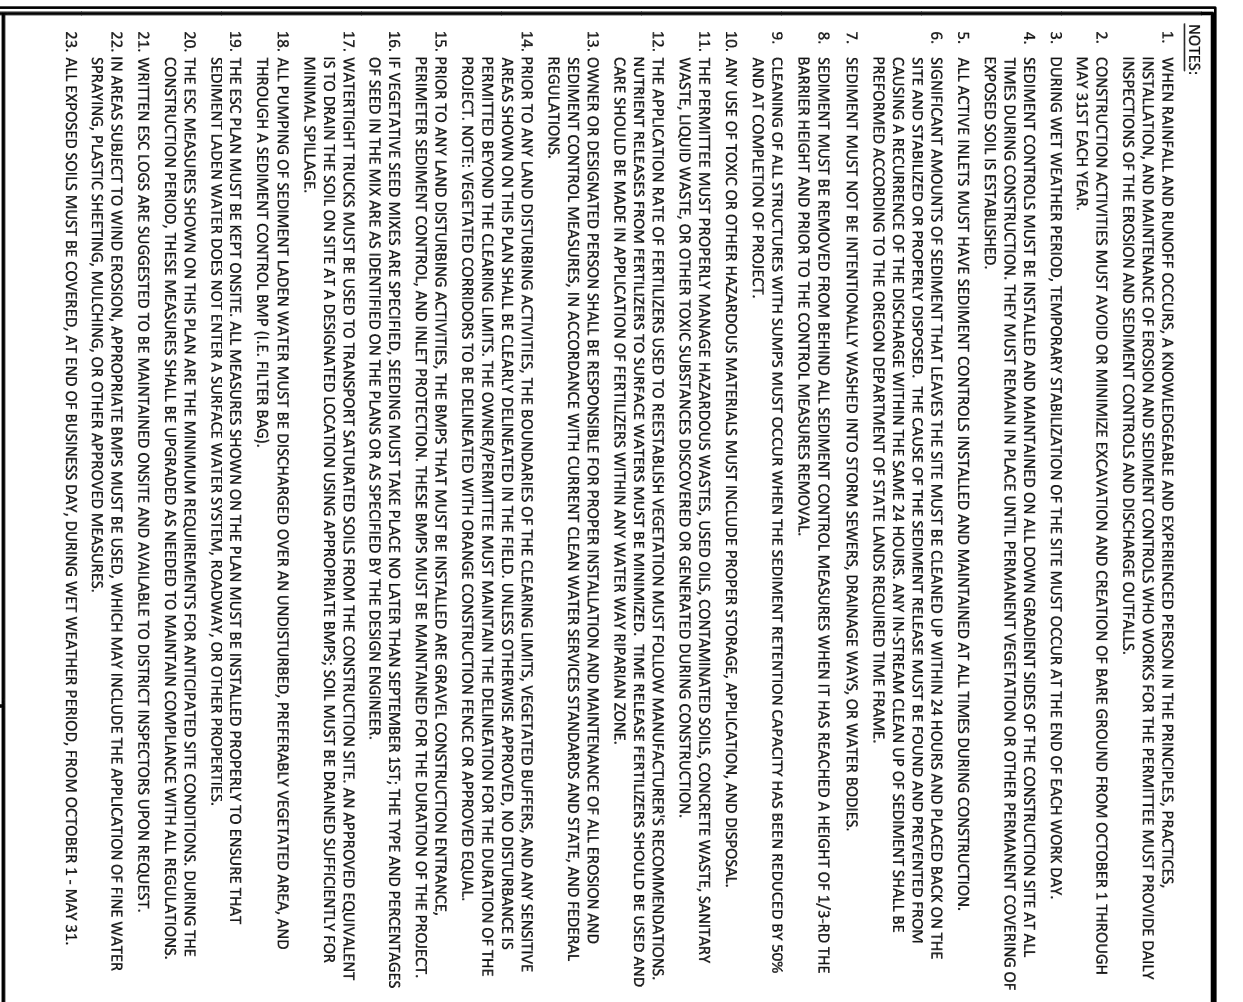 NOTES:
1. WHEN RAINFALL AND RUNOFF OCCURS, A KNOWLEDGEABLE AND EXPERIENCED PERSON IN THE PRINCIPLES, PRACTICES,
INSTALLATION, AND MAINTENANCE OF EROSION AND SEDIMENT CONTROLS WHO WORKS FOR THE PERMITTEE MUST PROVIDE DAILY
INSPECTIONS OF THE EROSION AND SEDIMENT CONTROLS AND DISCHARGE OUTFALLS.
2. CONSTRUCTION ACTIVITIES MUST AVOID OR MINIMIZE EXCAVATION AND CREATION OF BARE GROUND FROM OCTOBER 1 THROUGH
MAY 31ST EACH YEAR.
3. DURING WET WEATHER PERIOD, TEMPORARY STABILIZATION OF THE SITE MUST OCCUR AT THE END OF EACH WORK DAY.
4. SEDIMENT CONTROLS MUST BE INSTALLED AND MAINTAINED ON ALL DOWN GRADIENT SIDES OF THE CONSTRUCTION SITE AT ALL
TIMES DURING CONSTRUCTION. THEY MUST REMAIN IN PLACE UNTIL PERMANENT VEGETATION OR OTHER PERMANENT COVERING OF
EXPOSED SOIL IS ESTABLISHED.
5. ALL ACTIVE INLETS MUST HAVE SEDIMENT CONTROLS INSTALLED AND MAINTAINED AT ALL TIMES DURING CONSTRUCTION.
6. SIGNIFICANT AMOUNTS OF SEDIMENT THAT LEAVES THE SITE MUST BE CLEANED UP WITHIN 24 HOURS AND PLACED BACK ON THE
SITE AND STABILIZED OR PROPERLY DISPOSED. THE CAUSE OF THE SEDIMENT RELEASE MUST BE FOUND AND PREVENTED FROM
CAUSING A RECURRENCE OF THE DISCHARGE WITHIN THE SAME 24 HOURS. ANY IN-STREAM CLEAN UP OF SEDIMENT SHALL BE
PREFORMED ACCORDING TO THE OREGON DEPARTMENT OF STATE LANDS REQUIRED TIME FRAME.
7. SEDIMENT MUST NOT BE INTENTIONALLY WASHED INTO STORM SEWERS, DRAINAGE WAYS, OR WATER BODIES.
8. SEDIMENT MUST BE REMOVED FROM BEHIND ALL SEDIMENT CONTROL MEASURES WHEN IT HAS REACHED A HEIGHT OF 1/3-RD THE
BARRIER HEIGHT AND PRIOR TO THE CONTROL MEASURES REMOVAL.
9. CLEANING OF ALL STRUCTURES WITH SUMPS MUST OCCUR WHEN THE SEDIMENT RETENTION CAPACITY HAS BEEN REDUCED BY 50%
AND AT COMPLETION OF PROJECT.
10. ANY USE OF TOXIC OR OTHER HAZARDOUS MATERIALS MUST INCLUDE PROPER STORAGE, APPLICATION, AND DISPOSAL.
11. THE PERMITTEE MUST PROPERLY MANAGE HAZARDOUS WASTES, USED OILS, CONTAMINATED SOILS, CONCRETE WASTE, SANITARY
WASTE, LIQUID WASTE, OR OTHER TOXIC SUBSTANCES DISCOVERED OR GENERATED DURING CONSTRUCTION.
12. THE APPLICATION RATE OF FERTILIZERS USED TO REESTABLISH VEGETATION MUST FOLLOW MANUFACTURER'S RECOMMENDATIONS.
NUTRIENT RELEASES FROM FERTILIZERS TO SURFACE WATERS MUST BE MINIMIZED. TIME RELEASE FERTILIZERS SHOULD BE USED AND
CARE SHOULD BE MADE IN APPLICATION OF FERTILIZERS WITHIN ANY WATER WAY RIPARIAN ZONE.
13. OWNER OR DESIGNATED PERSON SHALL BE RESPONSIBLE FOR PROPER INSTALLATION AND MAINTENANCE OF ALL EROSION AND
SEDIMENT CONTROL MEASURES, IN ACCORDANCE WITH CURRENT CLEAN WATER SERVICES STANDARDS AND STATE, AND FEDERAL
REGULATIONS.
14. PRIOR TO ANY LAND DISTURBING ACTIVITIES, THE BOUNDARIES OF THE CLEARING LIMITS, VEGETATED BUFFERS, AND ANY SENSITIVE
AREAS SHOWN ON THIS PLAN SHALL BE CLEARLY DELINEATED IN THE FIELD. UNLESS OTHERWISE APPROVED, NO DISTURBANCE IS
PERMITTED BEYOND THE CLEARING LIMITS. THE OWNER/PERMITTEE MUST MAINTAIN THE DELINEATION FOR THE DURATION OF THE
PROJECT. NOTE: VEGETATED CORRIDORS TO BE DELINEATED WITH ORANGE CONSTRUCTION FENCE OR APPROVED EQUAL.
15. PRIOR TO ANY LAND DISTURBING ACTIVITIES, THE BMPS THAT MUST BE INSTALLED ARE GRAVEL CONSTRUCTION ENTRANCE,
PERIMETER SEDIMENT CONTROL, AND INLET PROTECTION. THESE BMPS MUST BE MAINTAINED FOR THE DURATION OF THE PROJECT.
16. IF VEGETATIVE SEED MIXES ARE SPECIFIED, SEEDING MUST TAKE PLACE NO LATER THAN SEPTEMBER 1ST; THE TYPE AND PERCENTAGES
OF SEED IN THE MIX ARE AS IDENTIFIED ON THE PLANS OR AS SPECIFIED BY THE DESIGN ENGINEER.
17. WATERTIGHT TRUCKS MUST BE USED TO TRANSPORT SATURATED SOILS FROM THE CONSTRUCTION SITE. AN APPROVED EQUIVALENT
IS TO DRAIN THE SOIL ON SITE AT A DESIGNATED LOCATION USING APPROPRIATE BMPS; SOIL MUST BE DRAINED SUFFICIENTLY FOR
MINIMAL SPILLAGE.
18. ALL PUMPING OF SEDIMENT LADEN WATER MUST BE DISCHARGED OVER AN UNDISTURBED, PREFERABLY VEGETATED AREA, AND
THROUGH A SEDIMENT CONTROL BMP (I.E. FILTER BAG).
19. THE ESC PLAN MUST BE KEPT ONSITE. ALL MEASURES SHOWN ON THE PLAN MUST BE INSTALLED PROPERLY TO ENSURE THAT
SEDIMENT LADEN WATER DOES NOT ENTER A SURFACE WATER SYSTEM, ROADWAY, OR OTHER PROPERTIES.
20. THE ESC MEASURES SHOWN ON THIS PLAN ARE THE MINIMUM REQUIREMENTS FOR ANTICIPATED SITE CONDITIONS. DURING THE
CONSTRUCTION PERIOD, THESE MEASURES SHALL BE UPGRADED AS NEEDED TO MAINTAIN COMPLIANCE WITH ALL REGULATIONS.
21. WRITTEN ESC LOGS ARE SUGGESTED TO BE MAINTAINED ONSITE AND AVAILABLE TO DISTRICT INSPECTORS UPON REQUEST.
22. IN AREAS SUBJECT TO WIND EROSION, APPROPRIATE BMPS MUST BE USED, WHICH MAY INCLUDE THE APPLICATION OF FINE WATER
SPRAYING, PLASTIC SHEETING, MULCHING, OR OTHER APPROVED MEASURES.
23. ALL EXPOSED SOILS MUST BE COVERED, AT END OF BUSINESS DAY, DURING WET WEATHER PERIOD, FROM OCTOBER 1 - MAY 31.